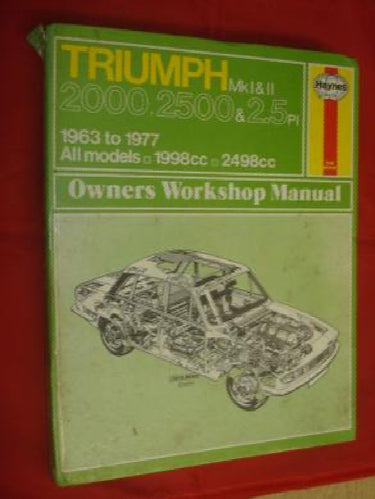 TRIUMPH Mk I & II
2000, 2500 & 2.5 PI
Haynes
1963 to 1977
All models □ 1998cc □ 2498cc
Owners Workshop Manual